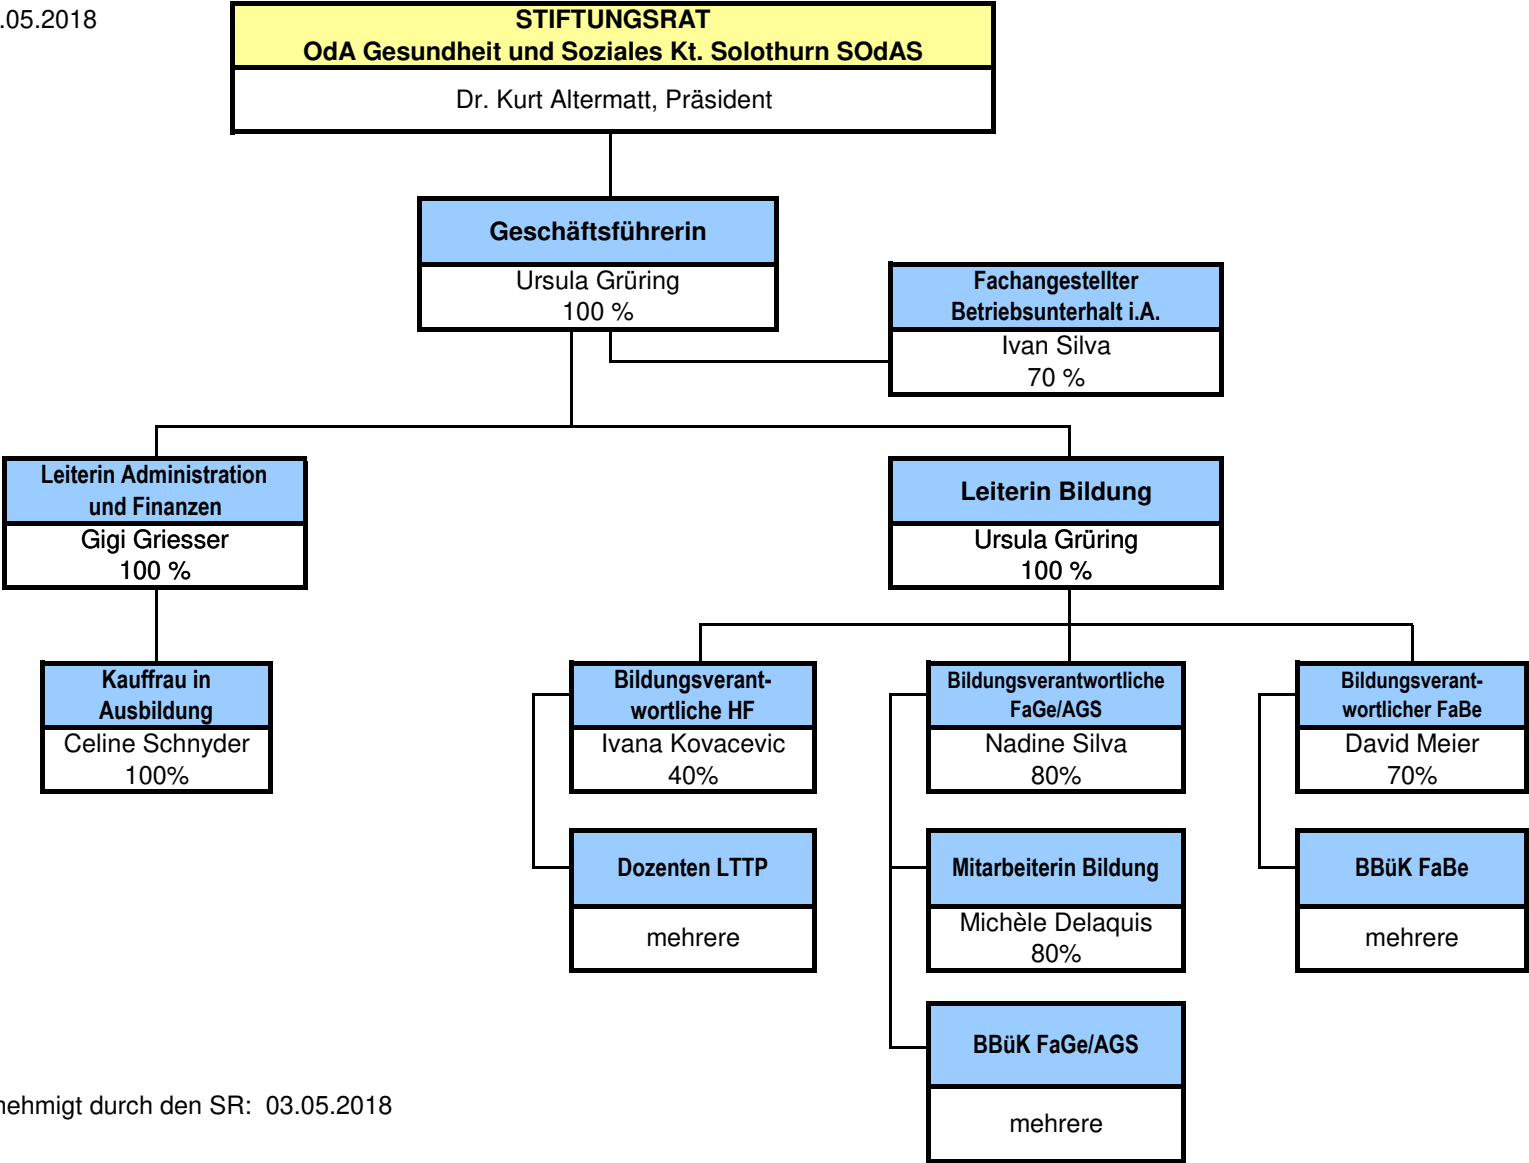 .05.2018
STIFTUNGSRAT
OdA Gesundheit und Soziales Kt. Solothurn SOdAS
Dr. Kurt Altermatt, Präsident
Geschäftsführerin
Ursula Grüring
100 %
Fachangestellter
Betriebsunterhalt i.A.
Ivan Silva
70 %
Leiterin Administration
und Finanzen
Gigi Griesser
100 %
Leiterin Bildung
Ursula Grüring
100 %
Kauffrau in
Ausbildung
Celine Schnyder
100%
Bildungsverant-
wortliche HF
Ivana Kovacevic
40%
Bildungsverantwortliche
FaGe/AGS
Nadine Silva
80%
Bildungsverant-
wortlicher FaBe
David Meier
70%
Dozenten LTTP
mehrere
Mitarbeiterin Bildung
Michèle Delaquis
80%
BBüK FaBe
mehrere
BBüK FaGe/AGS
mehrere
nehmigt durch den SR: 03.05.2018